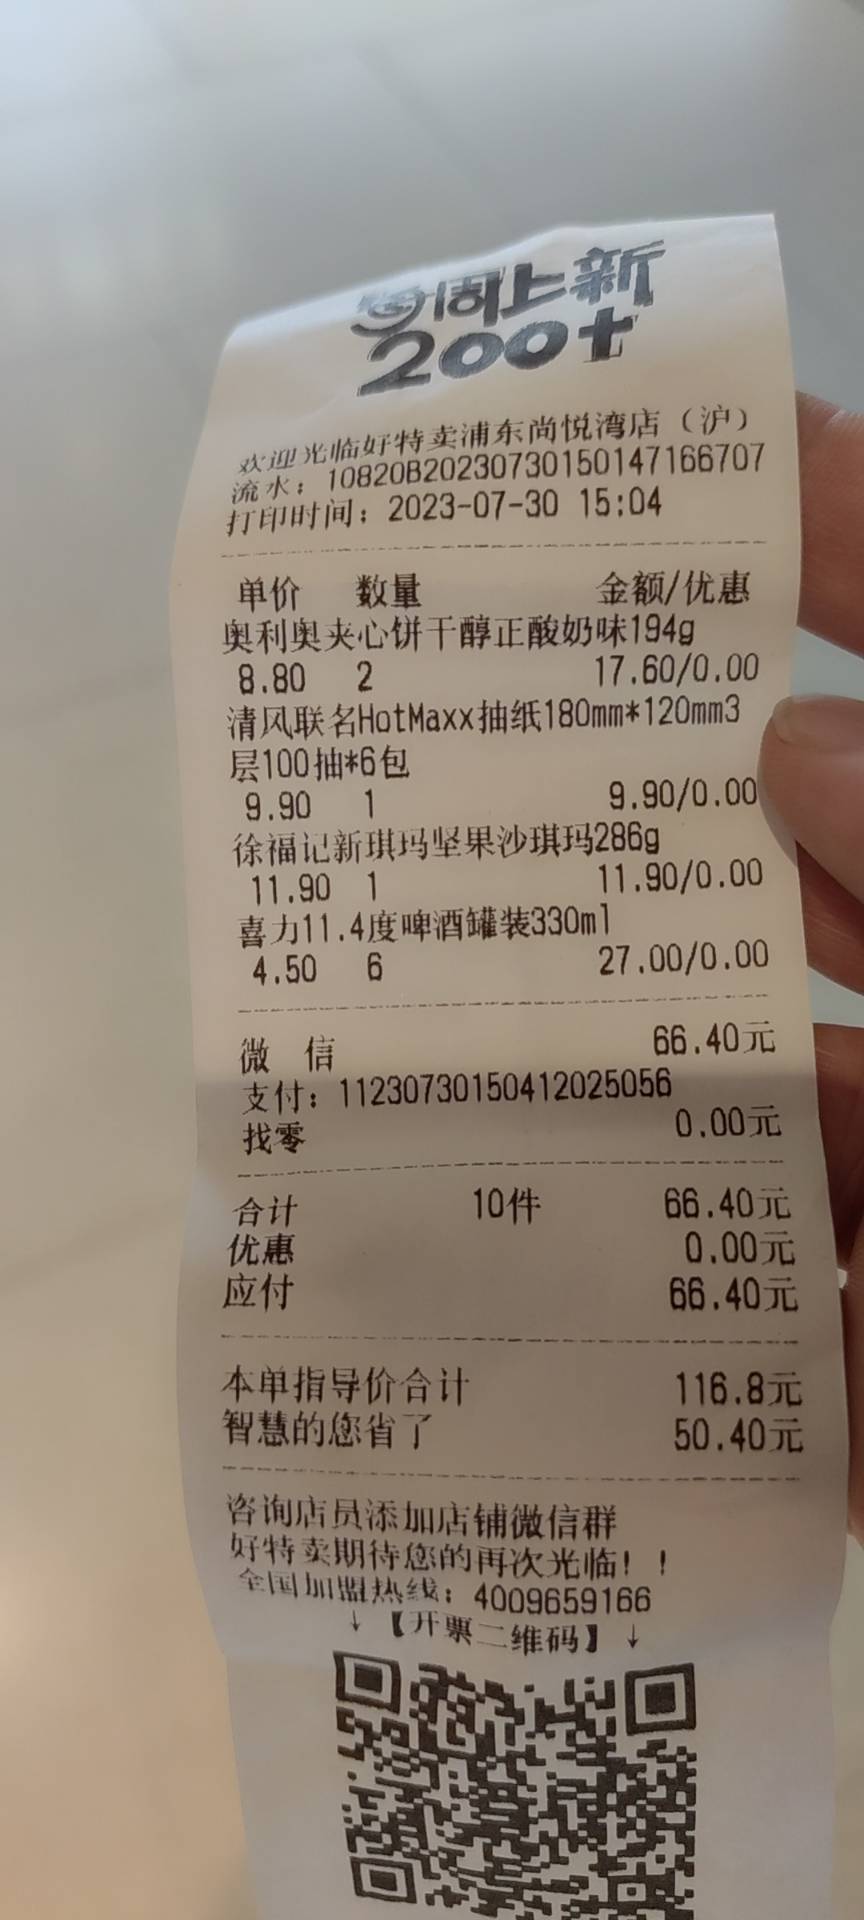 每周上新
200+
欢迎光临好特卖浦东尚悦湾店（沪）
流水：10820B20230730150147166707
打印时间：2023-07-30 15:04
单价 数量 金额/优惠
奥利奥夹心饼干醇正酸奶味194g
8.80 2 17.60/0.00
清风联名HotMaxx抽纸180mm*120mm3
层100抽*6包
9.90 1 9.90/0.00
徐福记新琪玛坚果沙琪玛286g
11.90 1 11.90/0.00
喜力11.4度啤酒罐装330ml
4.50 6 27.00/0.00
微 信 66.40元
支付：11230730150412025056
找零 0.00元
合计 10件 66.40元
优惠 0.00元
应付 66.40元
本单指导价合计 116.8元
智慧的您省了 50.40元
咨询店员添加店铺微信群
好特卖期待您的再次光临！！
全国加盟热线：4009659166
↓【开票二维码】↓